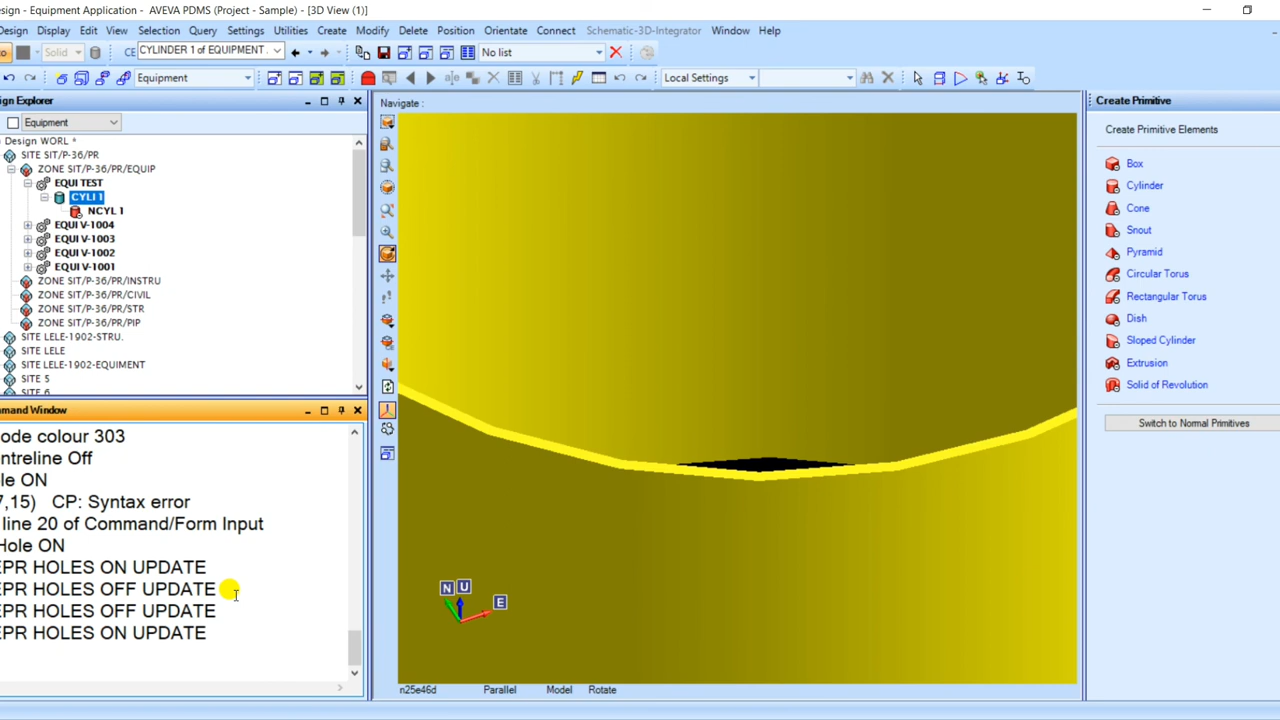 esign - Equipment Application - AVEVA PDMS (Project - Sample) - [3D View (1)]
Design Display Edit View Selection Query Settings Utilities Create Modify Delete Position Orientate Connect Schematic-3D-Integrator Window Help
Solid CE CYLINDER 1 of EQUIPMENT . No list
Equipment Local Settings
ign Explorer
Equipment
Design WORL *
SITE SIT/P-36/PR
ZONE SIT/P-36/PR/EQUIP
EQUI TEST
CYLI 1
NCYL 1
EQUI V-1004
EQUI V-1003
EQUI V-1002
EQUI V-1001
ZONE SIT/P-36/PR/INSTRU
ZONE SIT/P-36/PR/CIVIL
ZONE SIT/P-36/PR/STR
ZONE SIT/P-36/PR/PIP
SITE LELE-1902-STRU.
SITE LELE
SITE LELE-1902-EQUIMENT
SITE 5
SITE 6
mmand Window
ode colour 303
ntreline Off
le ON
7,15) CP: Syntax error
line 20 of Command/Form Input
Hole ON
EPR HOLES ON UPDATE
EPR HOLES OFF UPDATE
EPR HOLES OFF UPDATE
EPR HOLES ON UPDATE
Navigate :
N U E
n25e46d Parallel Model Rotate
Create Primitive
Create Primitive Elements
Box
Cylinder
Cone
Snout
Pyramid
Circular Torus
Rectangular Torus
Dish
Sloped Cylinder
Extrusion
Solid of Revolution
Switch to Normal Primitives